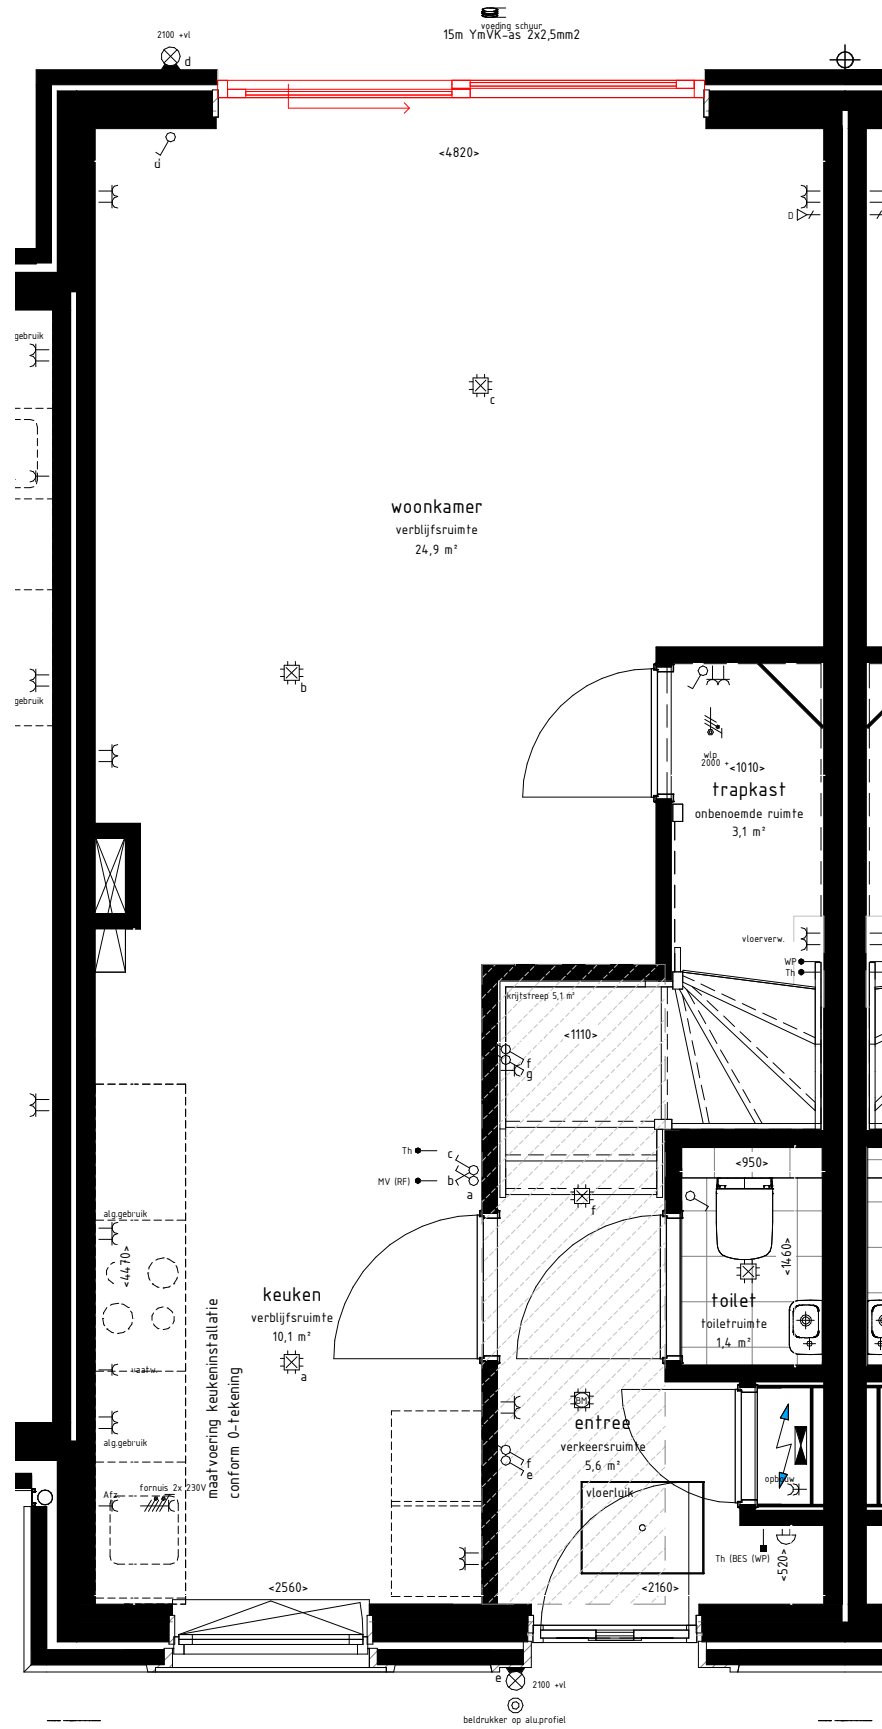 voeding schuur
15m YmVK-as 2x2,5mm2
2100 +vl
d
d
<4820>
D
gebruik
c
woonkamer
verblijfsruimte
24,9 m²
b
gebruik
wlp
2000 +
<1010>
trapkast
onbenoemde ruimte
3,1 m²
vloerverw.
WP
Th
krijtstreep 5,1 m²
<1110>
f
g
Th
c
MV (RF)
b
a
<950>
f
alg.gebruik
<4470>
<1460>
keuken
verblijfsruimte
10,1 m²
a
toilet
toiletruimte
1,4 m²
maatvoering keukeninstallatie
conform 0-tekening
vaatw.
alg.gebruik
BM
entree
verkeersruimte
5,6 m²
f
e
vloerluik
opbouw
Afz.
fornuis 2x 230V
Th (BES (WP)
<520>
<2560>
<2160>
e
2100 +vl
beldrukker op alu.profiel